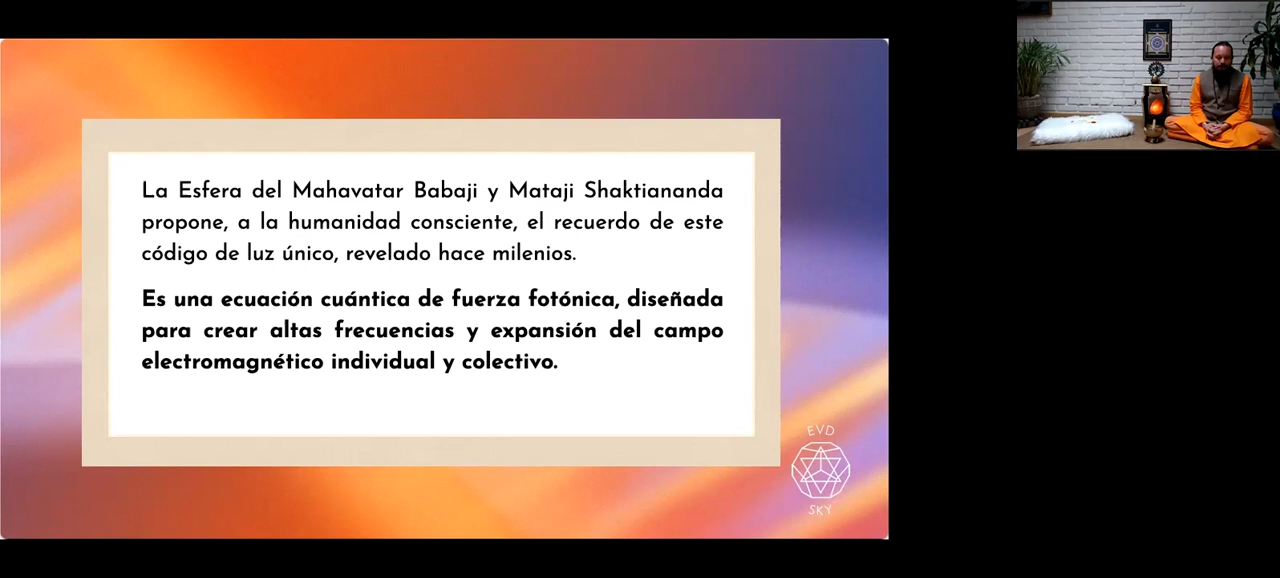 La Esfera del Mahavatar Babaji y Mataji Shaktiananda
propone, a la humanidad consciente, el recuerdo de este
código de luz único, revelado hace milenios.
Es una ecuación cuántica de fuerza fotónica, diseñada
para crear altas frecuencias y expansión del campo
electromagnético individual y colectivo.
EVD
SKY